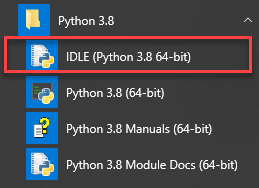 Python 3.8
IDLE (Python 3.8 64-bit)
Python 3.8 (64-bit)
Python 3.8 Manuals (64-bit)
Python 3.8 Module Docs (64-bit)